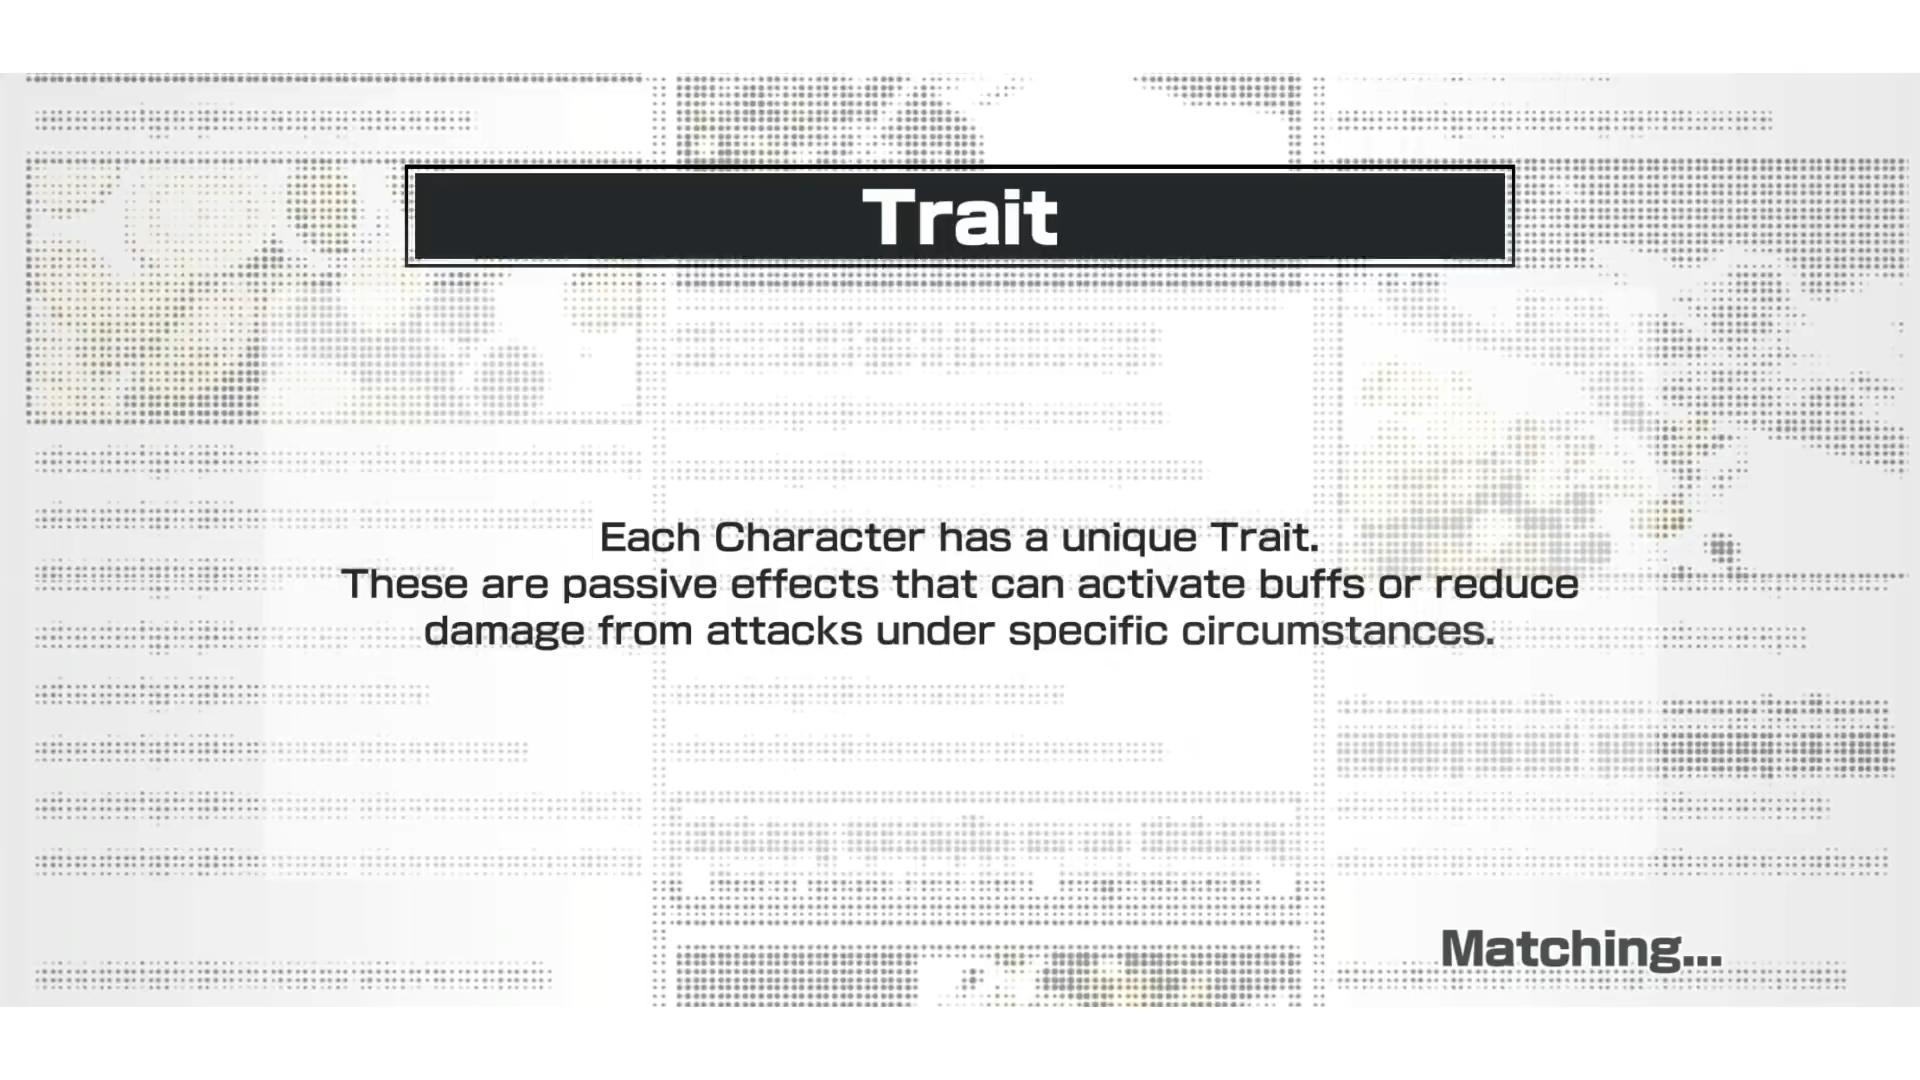 Trait
Each Character has a unique Trait.
These are passive effects that can activate buffs or reduce
damage from attacks under specific circumstances.
Matching...